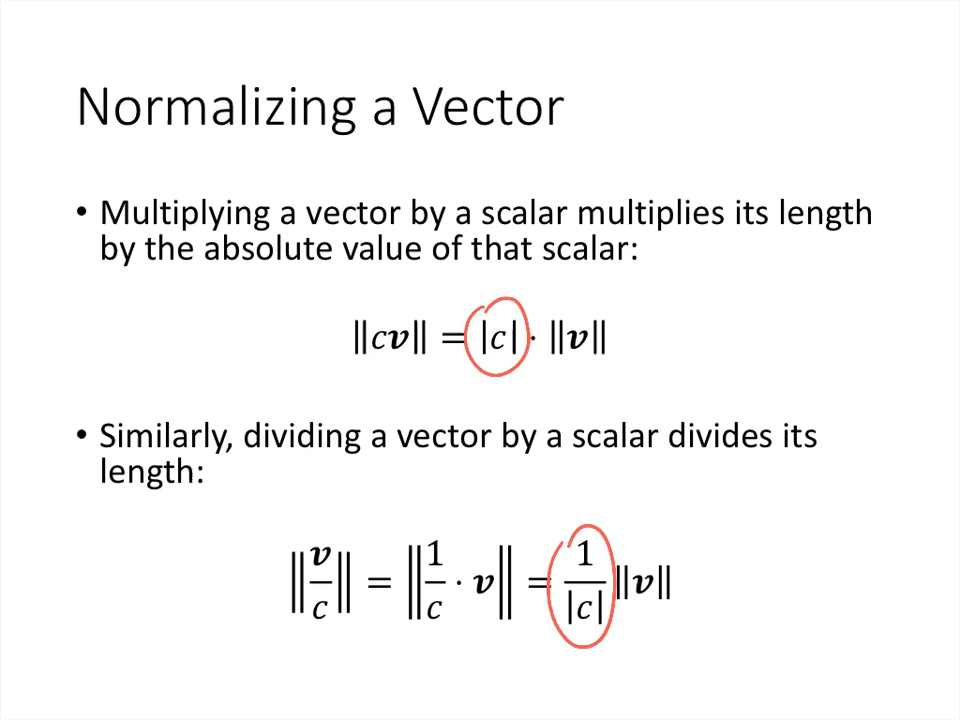 Normalizing a Vector
• Multiplying a vector by a scalar multiplies its length
by the absolute value of that scalar:
‖c𝒗‖ = |c| · ‖𝒗‖
• Similarly, dividing a vector by a scalar divides its
length:
‖𝒗/c‖ = ‖1/c · 𝒗‖ = 1/|c| ‖𝒗‖